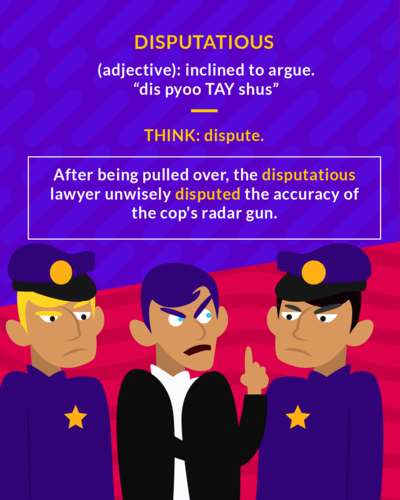 DISPUTATIOUS
(adjective): inclined to argue.
“dis pyoo TAY shus”
THINK: dispute.
After being pulled over, the disputatious
lawyer unwisely disputed the accuracy of
the cop's radar gun.